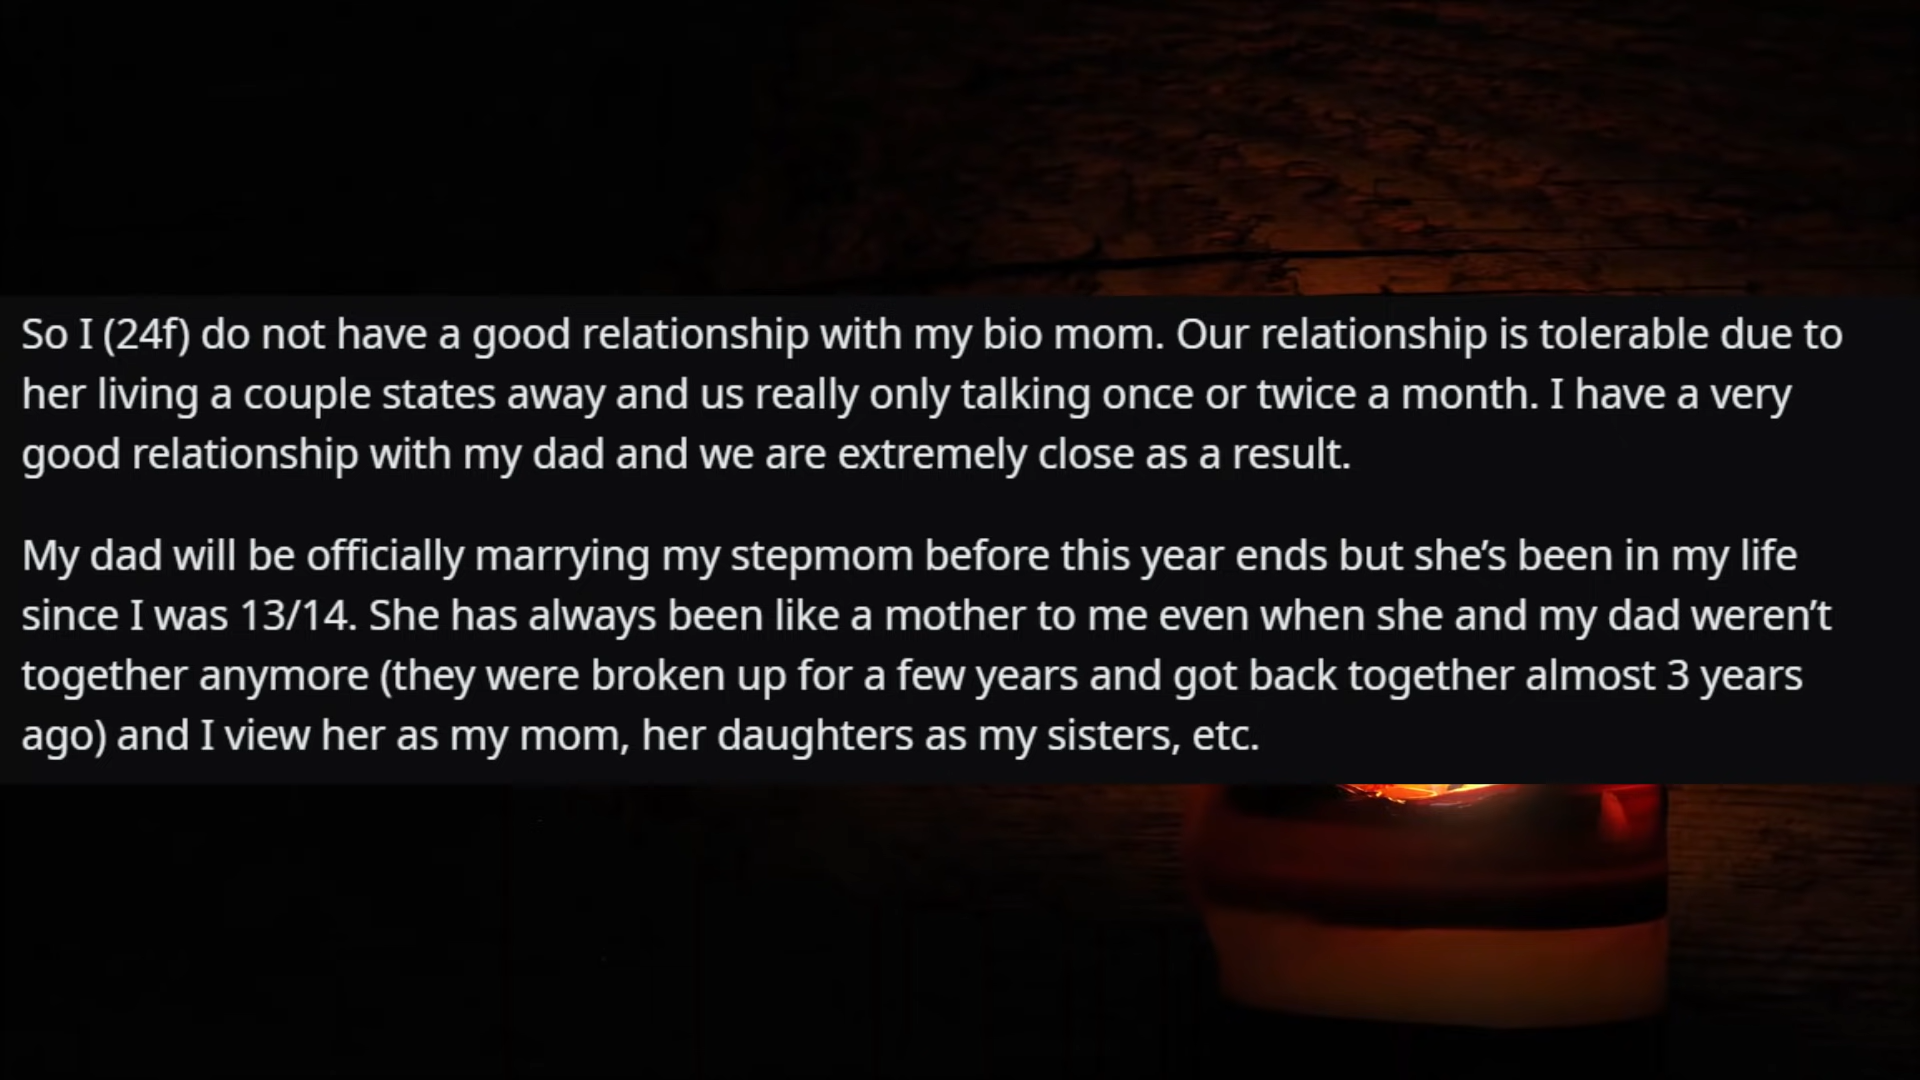 So I (24f) do not have a good relationship with my bio mom. Our relationship is tolerable due to
her living a couple states away and us really only talking once or twice a month. I have a very
good relationship with my dad and we are extremely close as a result.
My dad will be officially marrying my stepmom before this year ends but she’s been in my life
since I was 13/14. She has always been like a mother to me even when she and my dad weren’t
together anymore (they were broken up for a few years and got back together almost 3 years
ago) and I view her as my mom, her daughters as my sisters, etc.